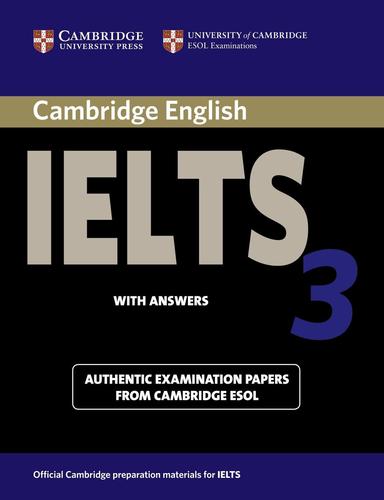 CAMBRIDGE
UNIVERSITY PRESS
UNIVERSITY of CAMBRIDGE
ESOL Examinations
Cambridge English
IELTS
3
WITH ANSWERS
AUTHENTIC EXAMINATION PAPERS
FROM CAMBRIDGE ESOL
Official Cambridge preparation materials for IELTS